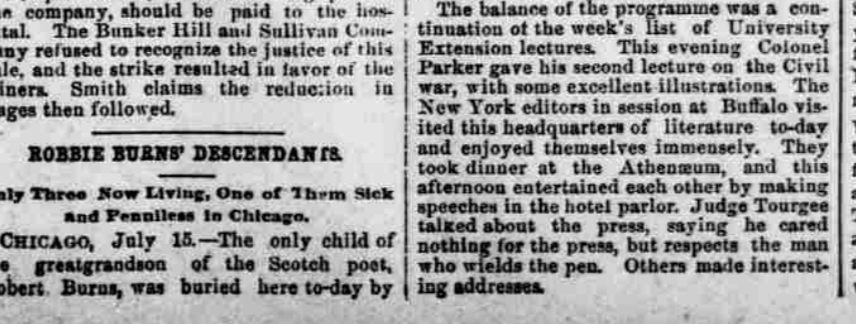 e company, should be paid to the hos-
tal. The Bunker Hill and Sullivan Com-
any refused to recognize the justice of this
le, and the strike resulted in favor of the
iners. Smith claims the reduction in
ages then followed.
ROBBIE BURNS' DESCENDANTS.
nly Three Now Living, One of Them Sick
and Penniless in Chicago.
CHICAGO, July 15.—The only child of
e greatgrandson of the Scotch poet,
obert Burns, was buried here to-day by
The balance of the programme was a con-
tinuation of the week's list of University
Extension lectures. This evening Colonel
Parker gave his second lecture on the Civil
war, with some excellent illustrations. The
New York editors in session at Buffalo vis-
ited this headquarters of literature to-day
and enjoyed themselves immensely. They
took dinner at the Athenæum, and this
afternoon entertained each other by making
speeches in the hotel parlor. Judge Tourgee
talked about the press, saying he cared
nothing for the press, but respects the man
who wields the pen. Others made interest-
ing addresses.